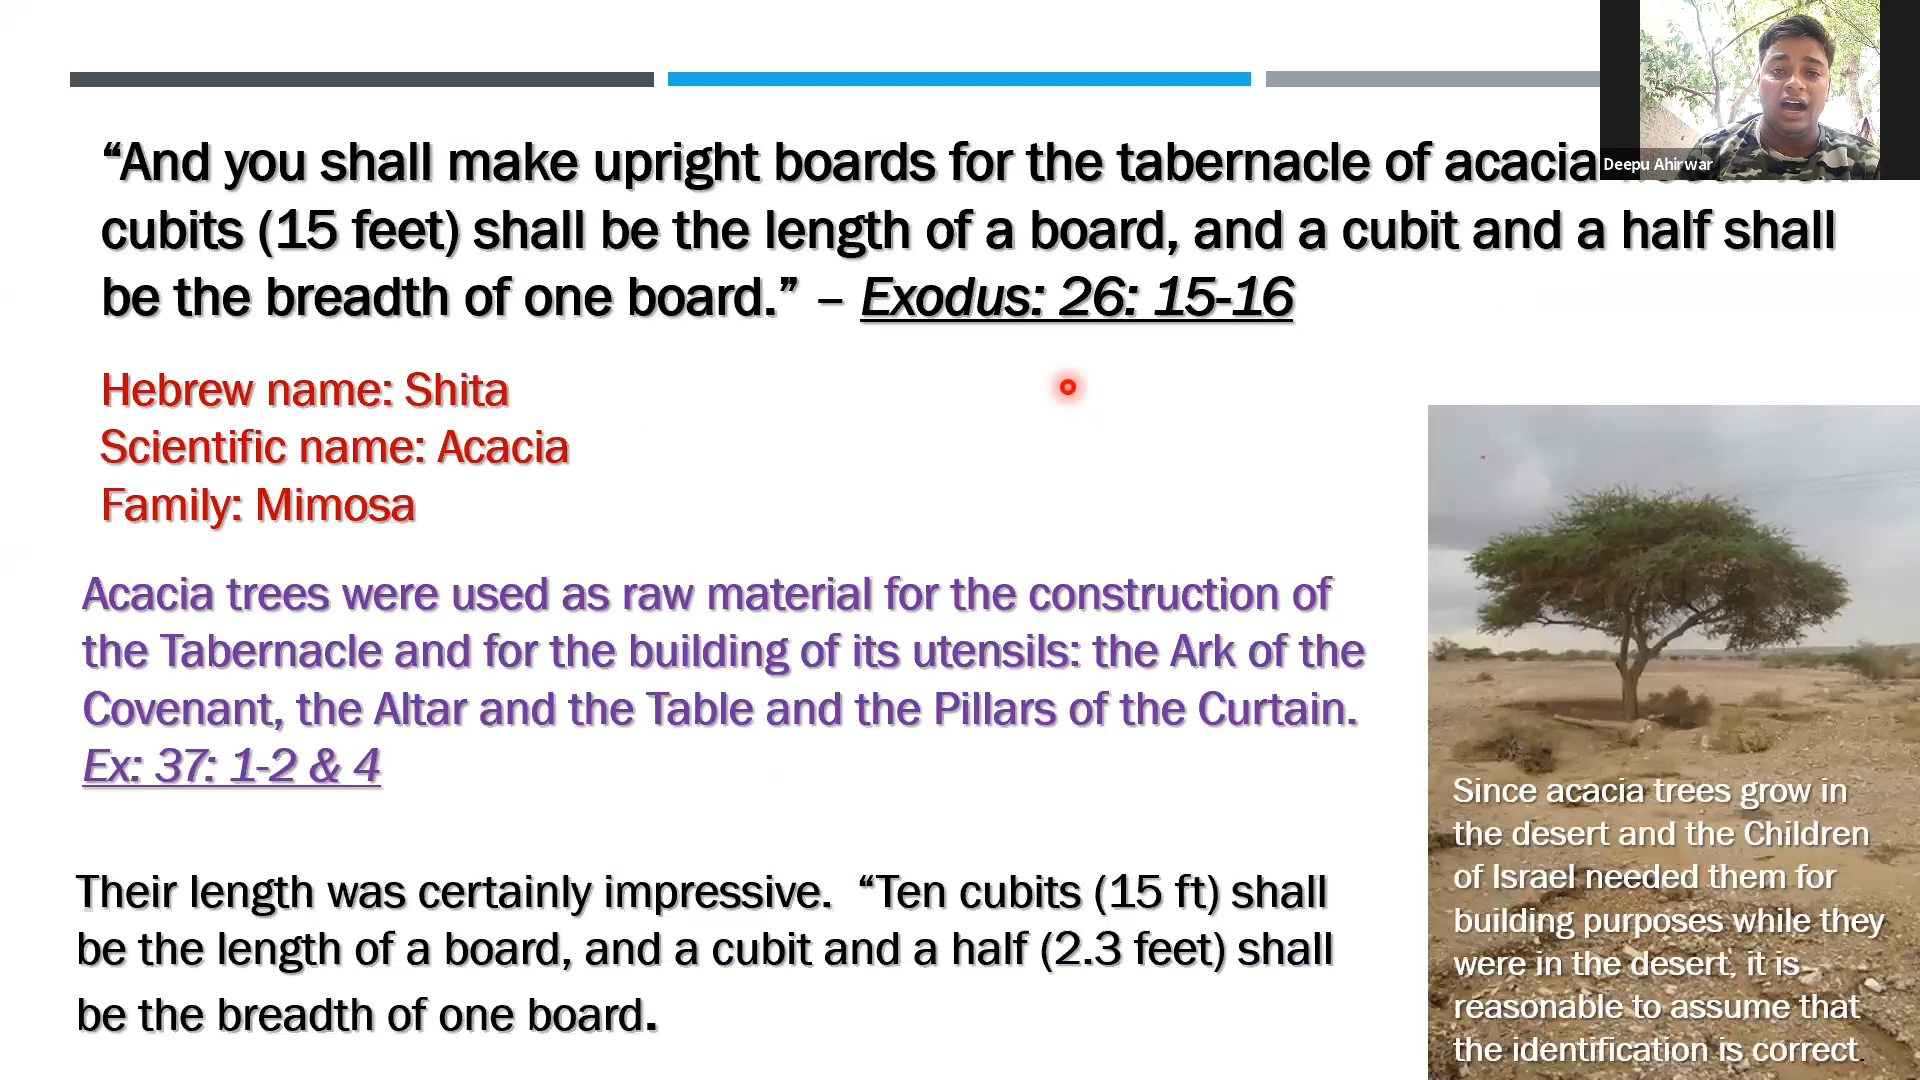 “And you shall make upright boards for the tabernacle of acacia
cubits (15 feet) shall be the length of a board, and a cubit and a half shall
be the breadth of one board.” – Exodus: 26: 15-16
Deepu Ahirwar
Hebrew name: Shita
Scientific name: Acacia
Family: Mimosa
Acacia trees were used as raw material for the construction of
the Tabernacle and for the building of its utensils: the Ark of the
Covenant, the Altar and the Table and the Pillars of the Curtain.
Ex: 37: 1-2 & 4
Their length was certainly impressive.  “Ten cubits (15 ft) shall
be the length of a board, and a cubit and a half (2.3 feet) shall
be the breadth of one board.
Since acacia trees grow in
the desert and the Children
of Israel needed them for
building purposes while they
were in the desert, it is
reasonable to assume that
the identification is correct.